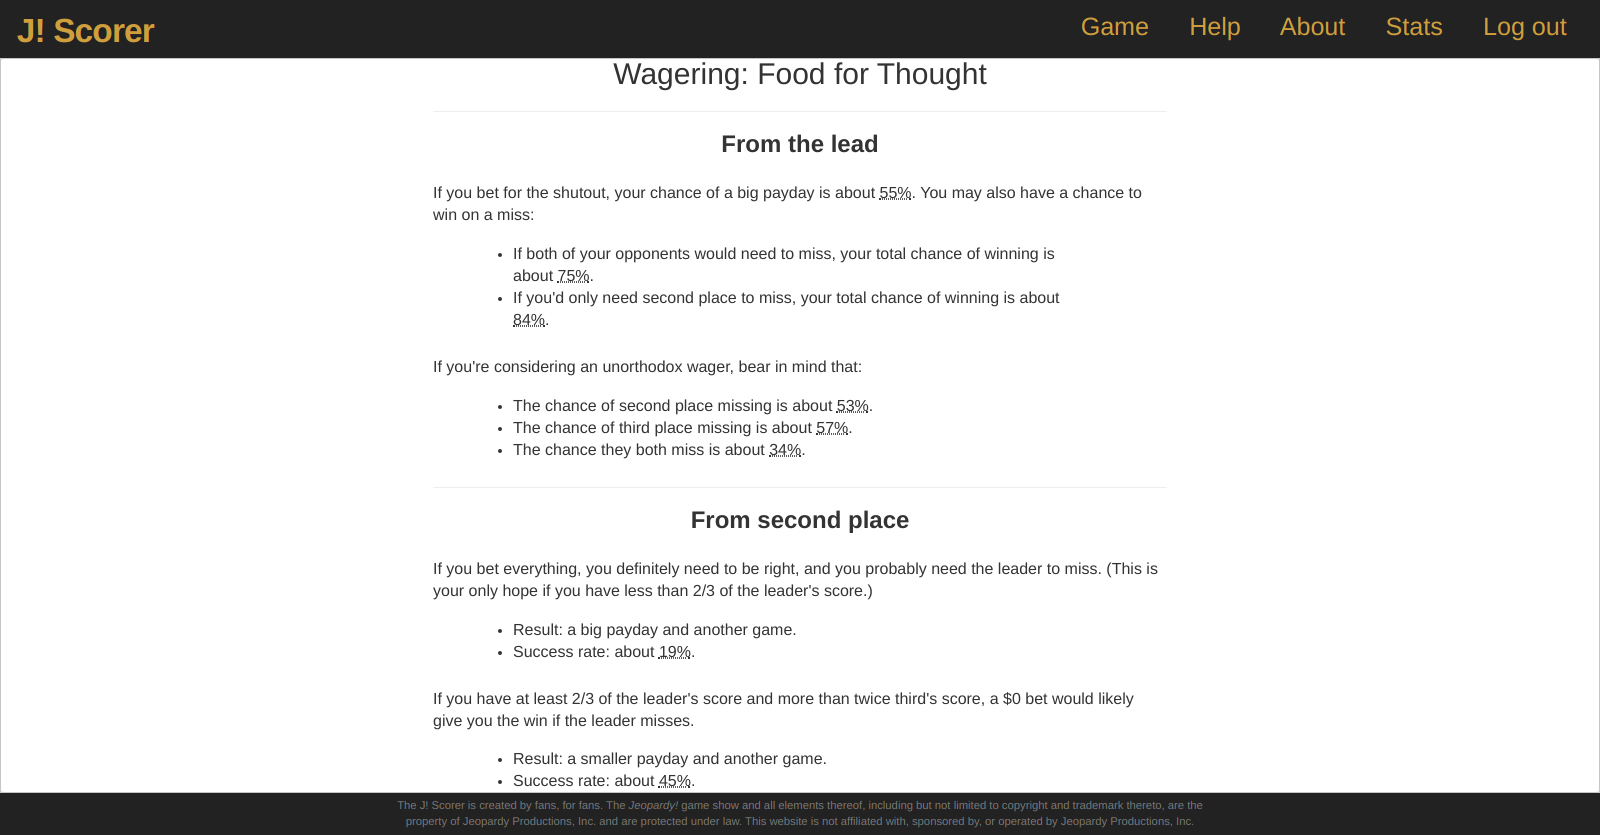 J! Scorer
Game Help About Stats Log out
Wagering: Food for Thought
From the lead
If you bet for the shutout, your chance of a big payday is about 55%. You may also have a chance to
win on a miss:
• If both of your opponents would need to miss, your total chance of winning is
about 75%.
• If you'd only need second place to miss, your total chance of winning is about
84%.
If you're considering an unorthodox wager, bear in mind that:
• The chance of second place missing is about 53%.
• The chance of third place missing is about 57%.
• The chance they both miss is about 34%.
From second place
If you bet everything, you definitely need to be right, and you probably need the leader to miss. (This is
your only hope if you have less than 2/3 of the leader's score.)
• Result: a big payday and another game.
• Success rate: about 19%.
If you have at least 2/3 of the leader's score and more than twice third's score, a $0 bet would likely
give you the win if the leader misses.
• Result: a smaller payday and another game.
• Success rate: about 45%.
The J! Scorer is created by fans, for fans. The Jeopardy! game show and all elements thereof, including but not limited to copyright and trademark thereto, are the
property of Jeopardy Productions, Inc. and are protected under law. This website is not affiliated with, sponsored by, or operated by Jeopardy Productions, Inc.